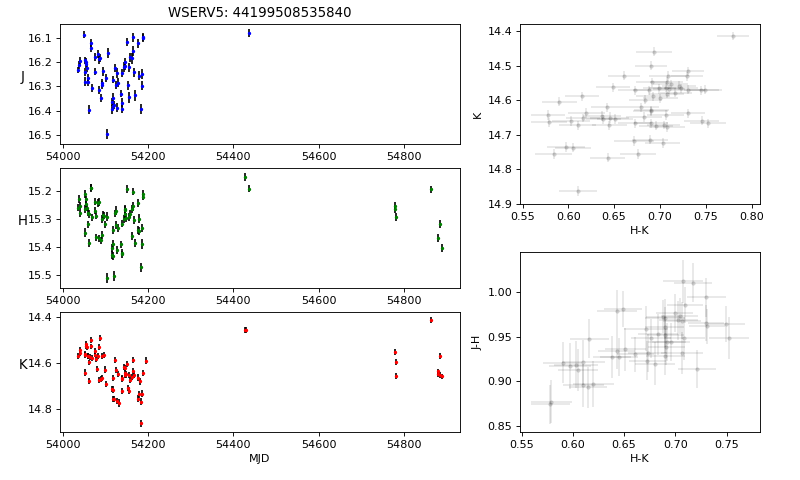 WSERV5: 44199508535840
16.1
16.2
16.3
16.4
16.5
J
54000 54200 54400 54600 54800
15.2
15.3
15.4
15.5
H
54000 54200 54400 54600 54800
14.4
14.6
14.8
K
54000 54200 54400 54600 54800
MJD
14.4
14.5
14.6
14.7
14.8
14.9
K
0.55 0.60 0.65 0.70 0.75 0.80
H-K
1.00
0.95
0.90
0.85
J-H
0.55 0.60 0.65 0.70 0.75
H-K